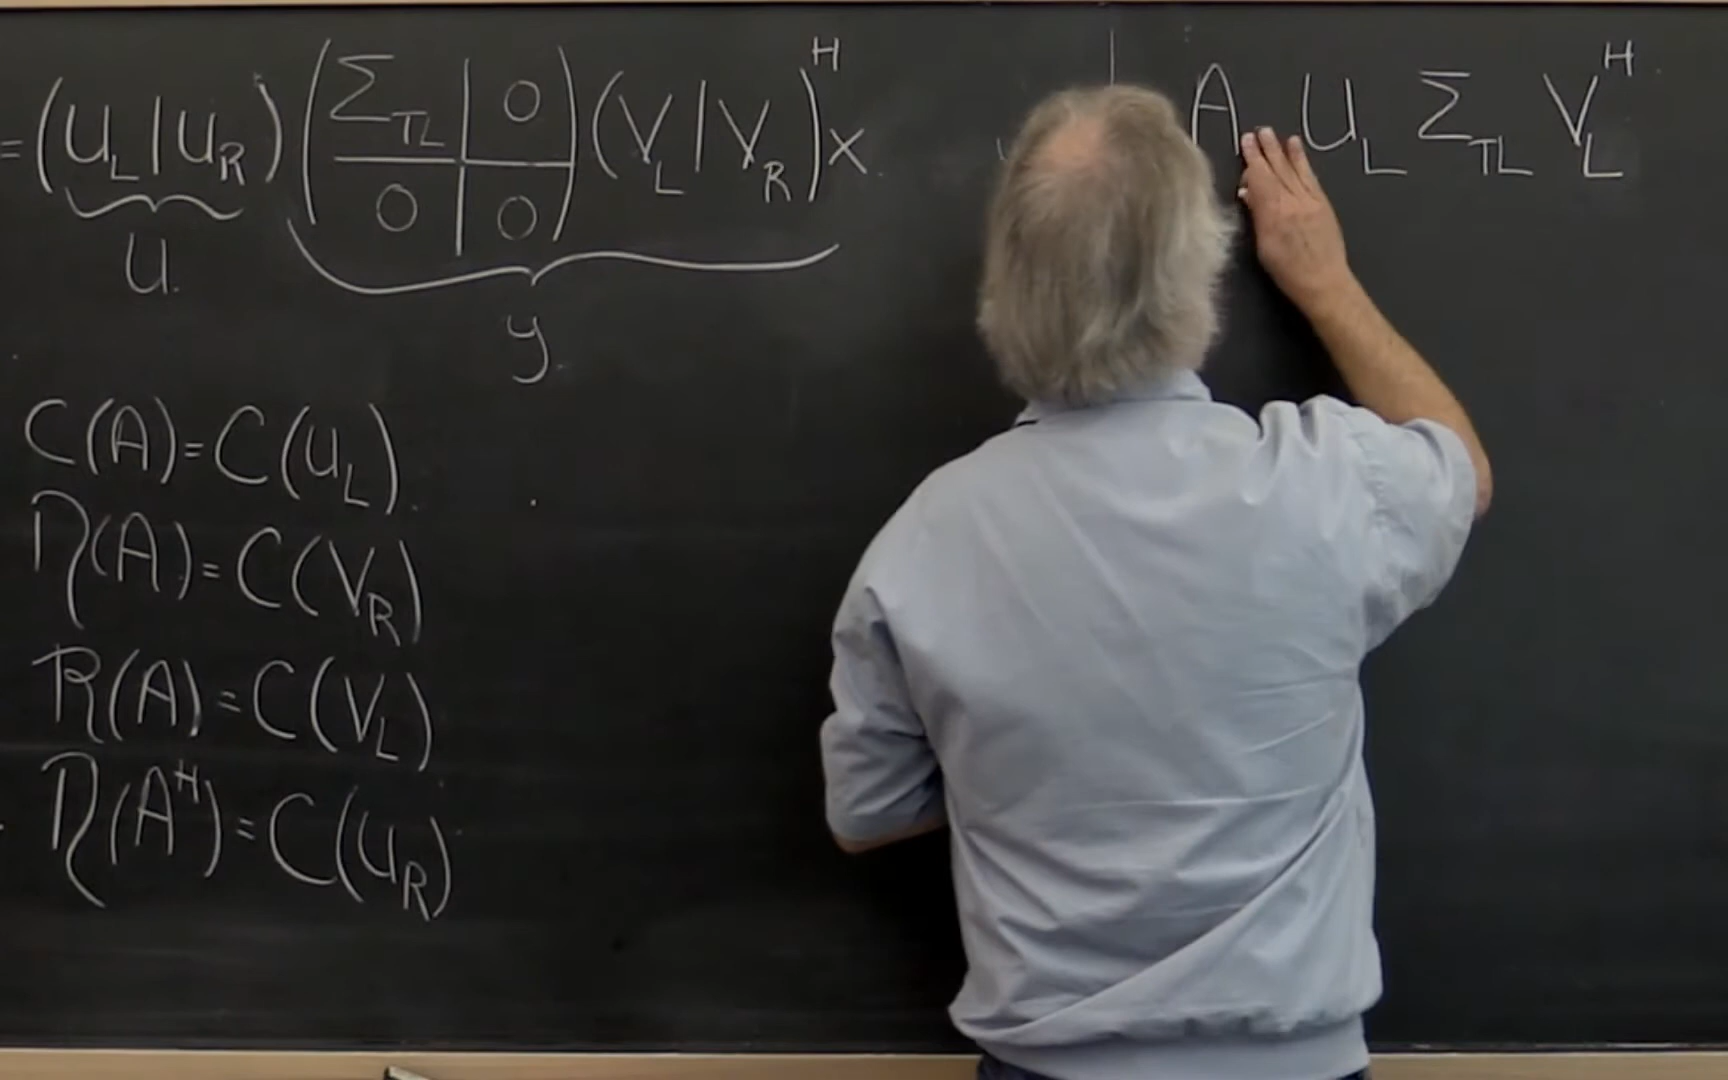 = (U_L | U_R) (Σ_TL | 0 / 0 | 0) (V_L | V_R)^H x
U
y
C(A) = C(U_L)
η(A) = C(V_R)
R(A) = C(V_L)
η(A^H) = C(U_R)
A U_L Σ_TL V_L^H